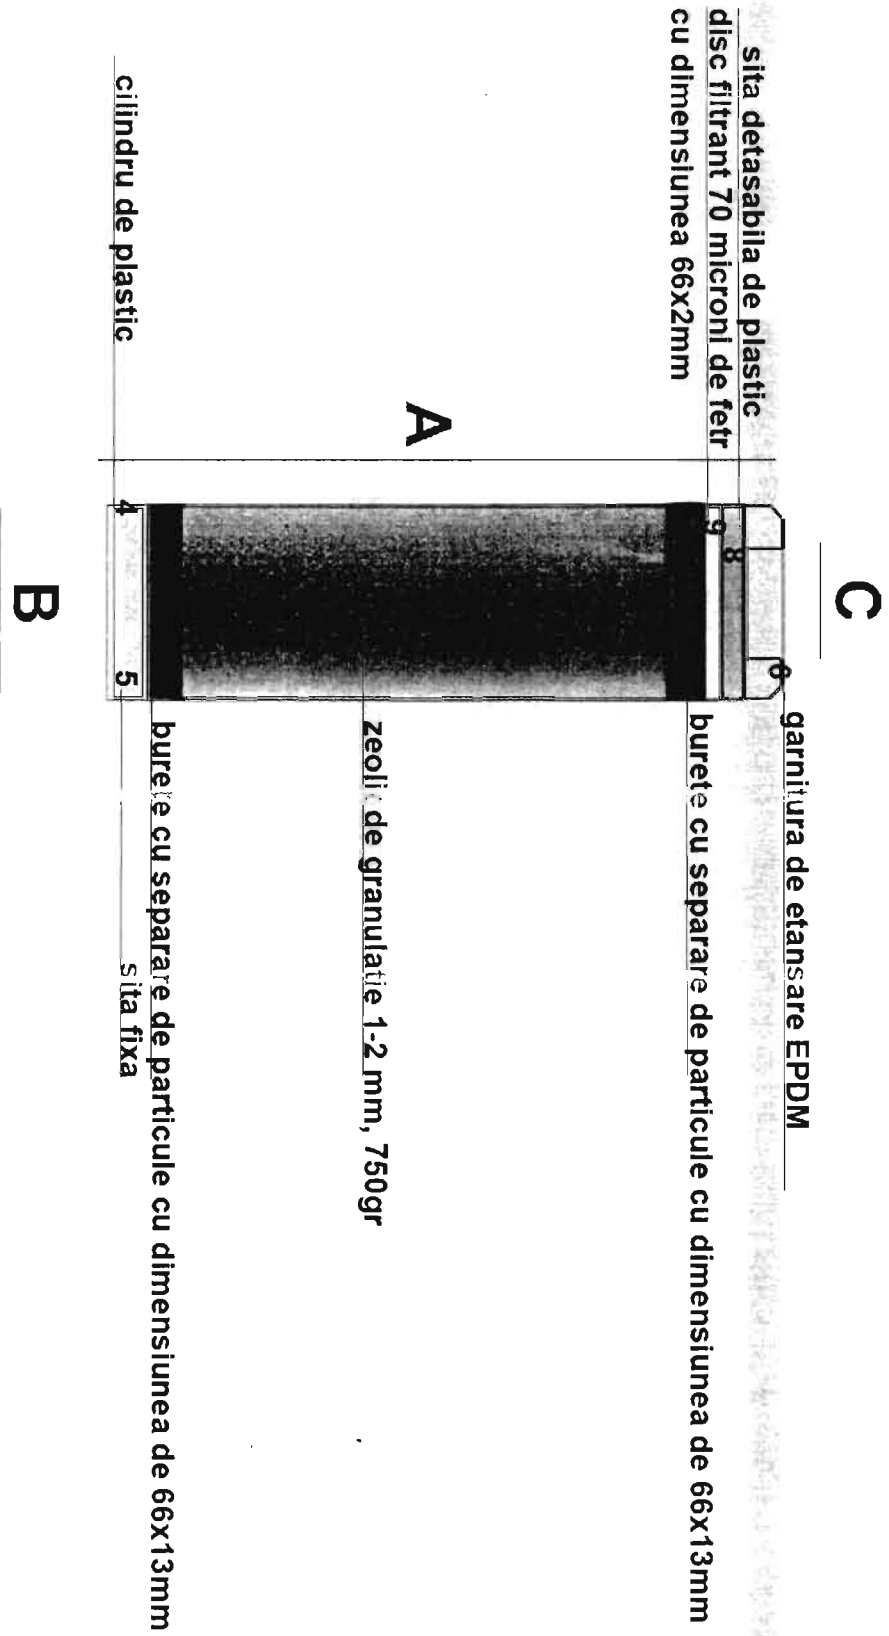 C
garnitura de etansare EPDM
6
sita detasabila de plastic
8
disc filtrant 70 microni de fetr
9
burete cu separare de particule cu dimensiunea de 66x13mm
cu dimensiunea 66x2mm
A
zeolit de granulatie 1-2 mm, 750gr
burete cu separare de particule cu dimensiunea de 66x13mm
cilindru de plastic
4
5
sita fixa
B